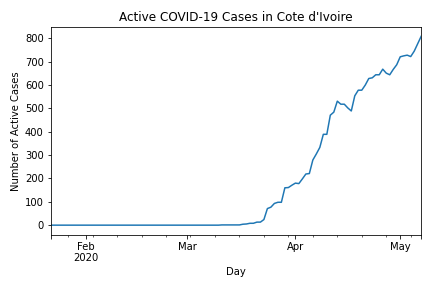 Active COVID-19 Cases in Cote d'Ivoire
Number of Active Cases
800
700
600
500
400
300
200
100
0
Feb
2020
Mar
Apr
May
Day